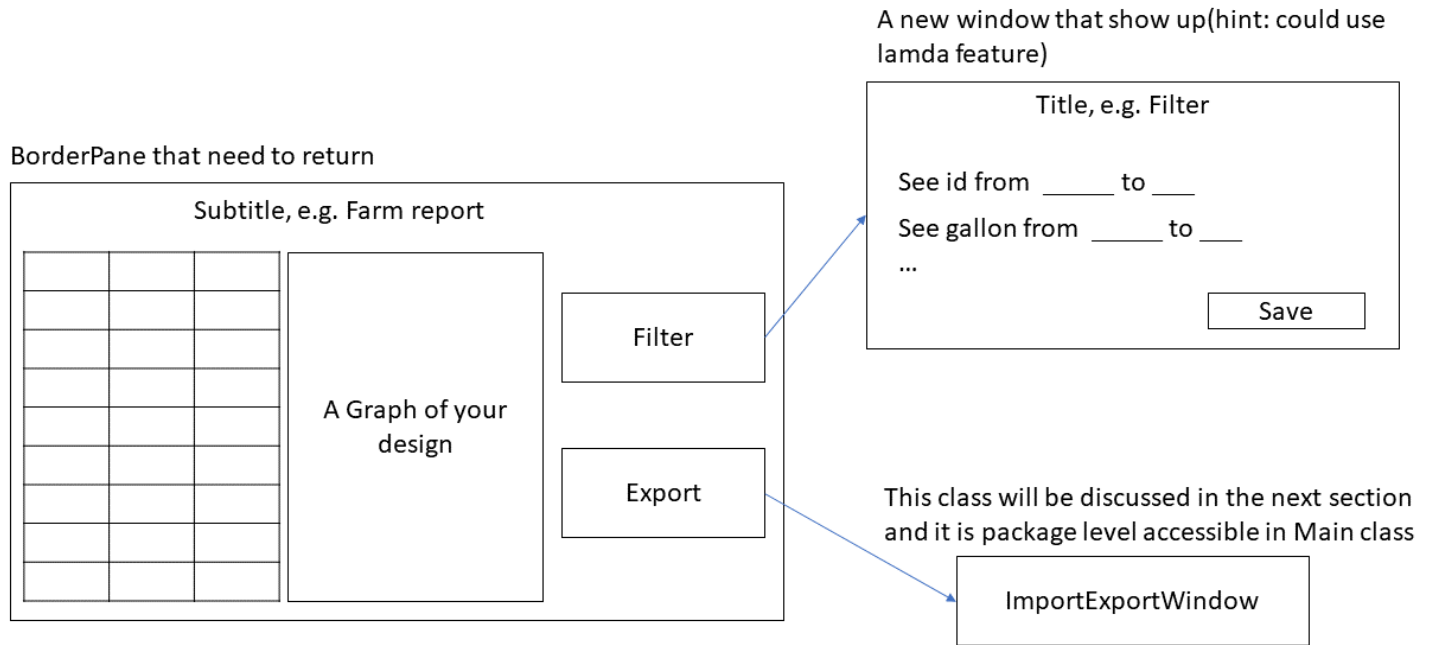 A new window that show up(hint: could use
lamda feature)
Title, e.g. Filter
See id from ______ to ___
See gallon from ______ to ___
...
Save
BorderPane that need to return
Subtitle, e.g. Farm report
A Graph of your
design
Filter
Export
This class will be discussed in the next section
and it is package level accessible in Main class
ImportExportWindow